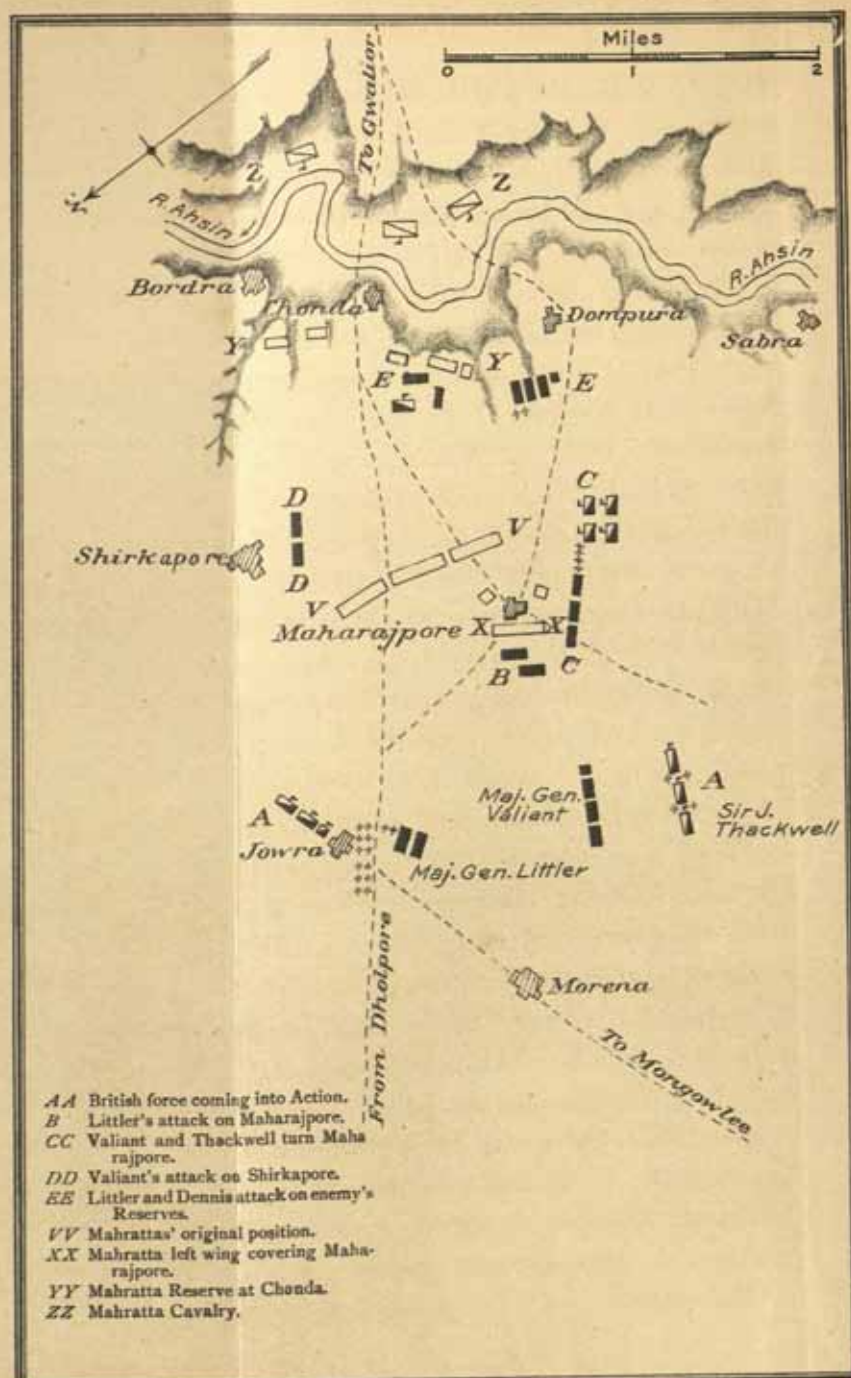 Miles
0 1 2
To Gwalior
N
Z
Z
R. Ahsin
R. Ahsin
Bordra
Chonda
Dompura
Sabra
Y
Y
E
E
C
D
Shirkapore
D
V
V
Maharajpore
X
X
B
C
A
Jowra
Maj. Gen. Littler
Maj. Gen.
Valiant
A
Sir J.
Thackwell
From Dholpore
Morena
To Mongowlee
AA British force coming into Action.
B Littler's attack on Maharajpore.
CC Valiant and Thackwell turn Maha
rajpore.
DD Valiant's attack on Shirkapore.
EE Littler and Dennis attack on enemy's
Reserves.
VV Mahrattas' original position.
XX Mahratta left wing covering Maha-
rajpore.
YY Mahratta Reserve at Chonda.
ZZ Mahratta Cavalry.